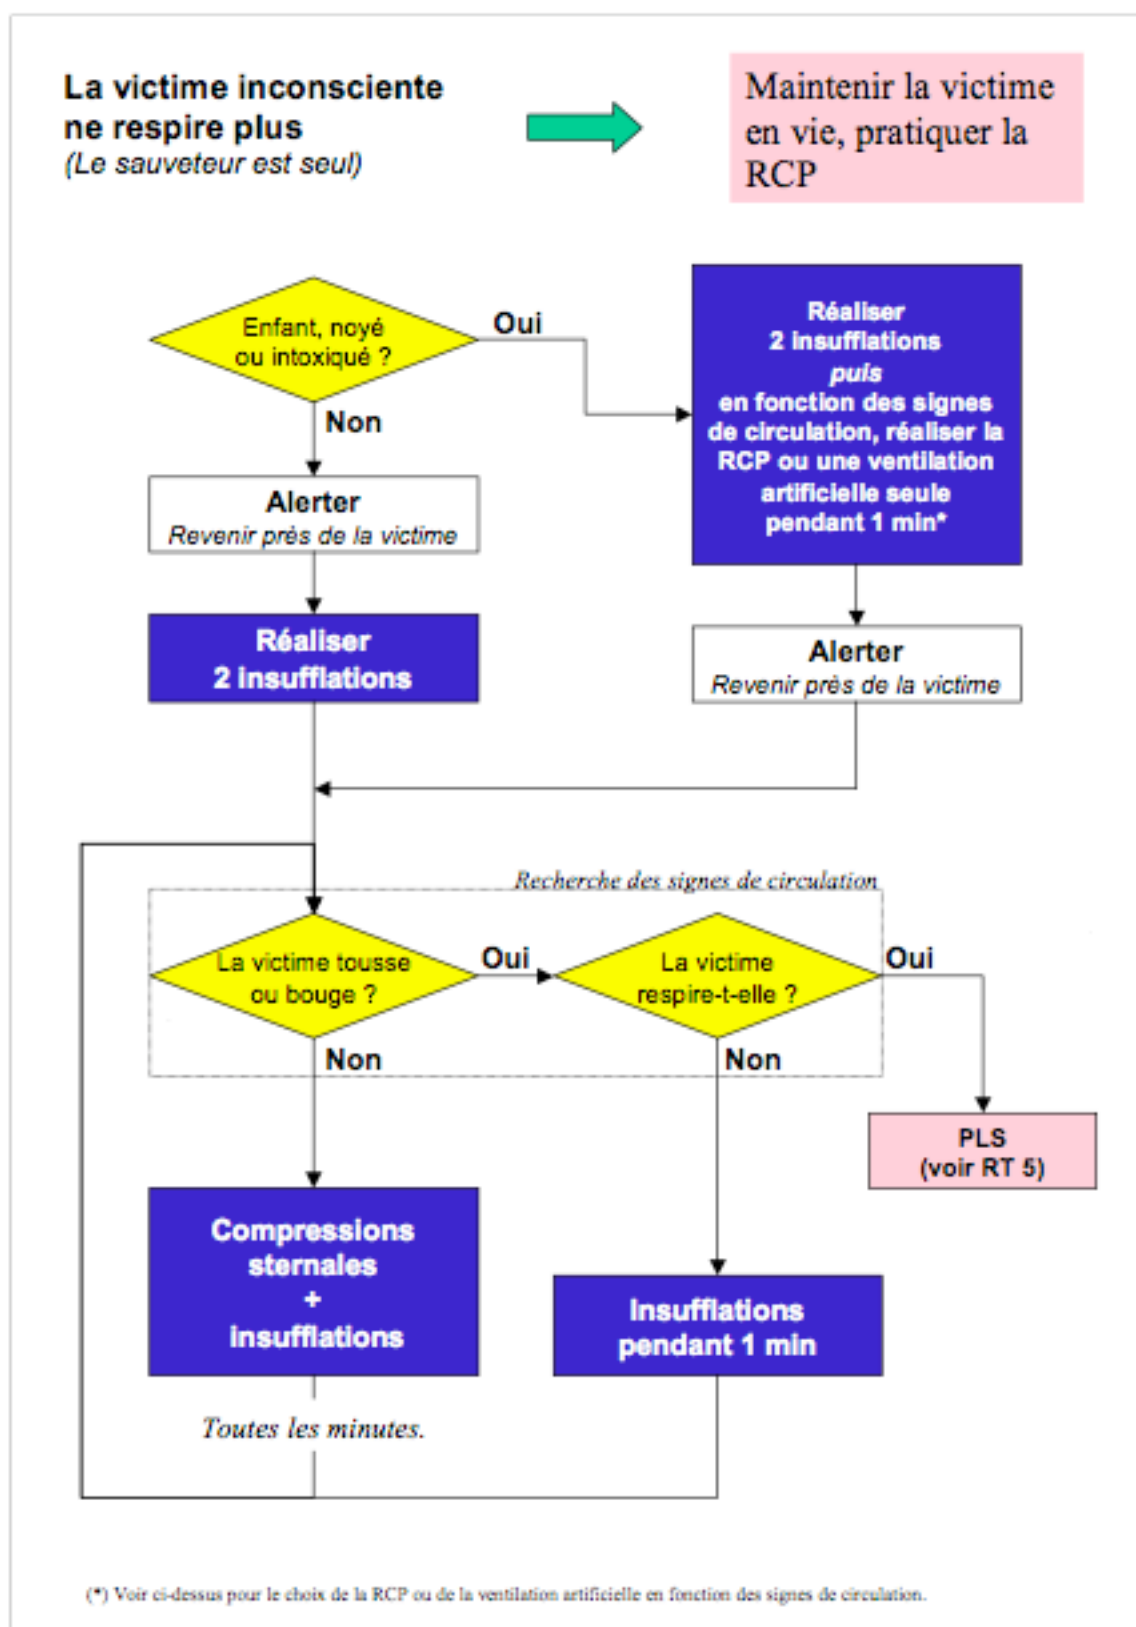 La victime inconsciente
ne respire plus
(Le sauveteur est seul)
Maintenir la victime
en vie, pratiquer la
RCP
Enfant, noyé
ou intoxiqué ?
Oui
Non
Réaliser
2 insufflations
puis
en fonction des signes
de circulation, réaliser la
RCP ou une ventilation
artificielle seule
pendant 1 min*
Alerter
Revenir près de la victime
Réaliser
2 insufflations
Alerter
Revenir près de la victime
Recherche des signes de circulation
La victime tousse
ou bouge ?
Oui
Non
La victime
respire-t-elle ?
Oui
Non
PLS
(voir RT 5)
Compressions
sternales
+
insufflations
Insufflations
pendant 1 min
Toutes les minutes.
(*) Voir ci-dessus pour le choix de la RCP ou de la ventilation artificielle en fonction des signes de circulation.